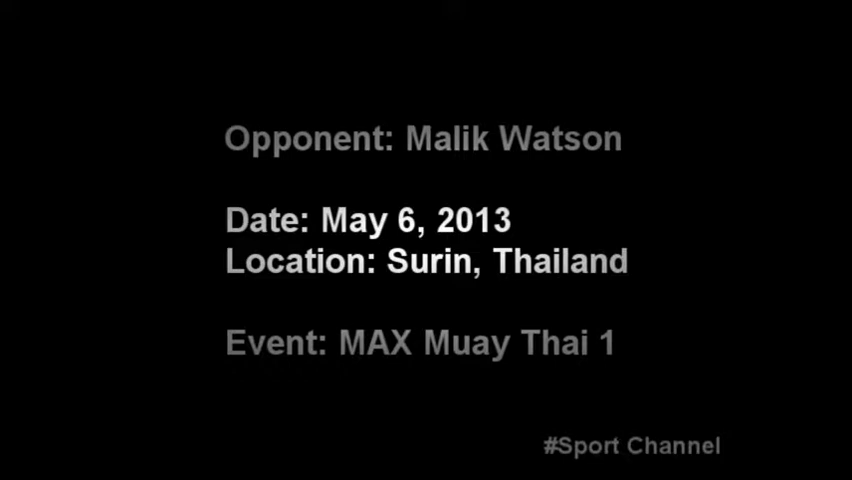 Opponent: Malik Watson
Date: May 6, 2013
Location: Surin, Thailand
Event: MAX Muay Thai 1
#Sport Channel